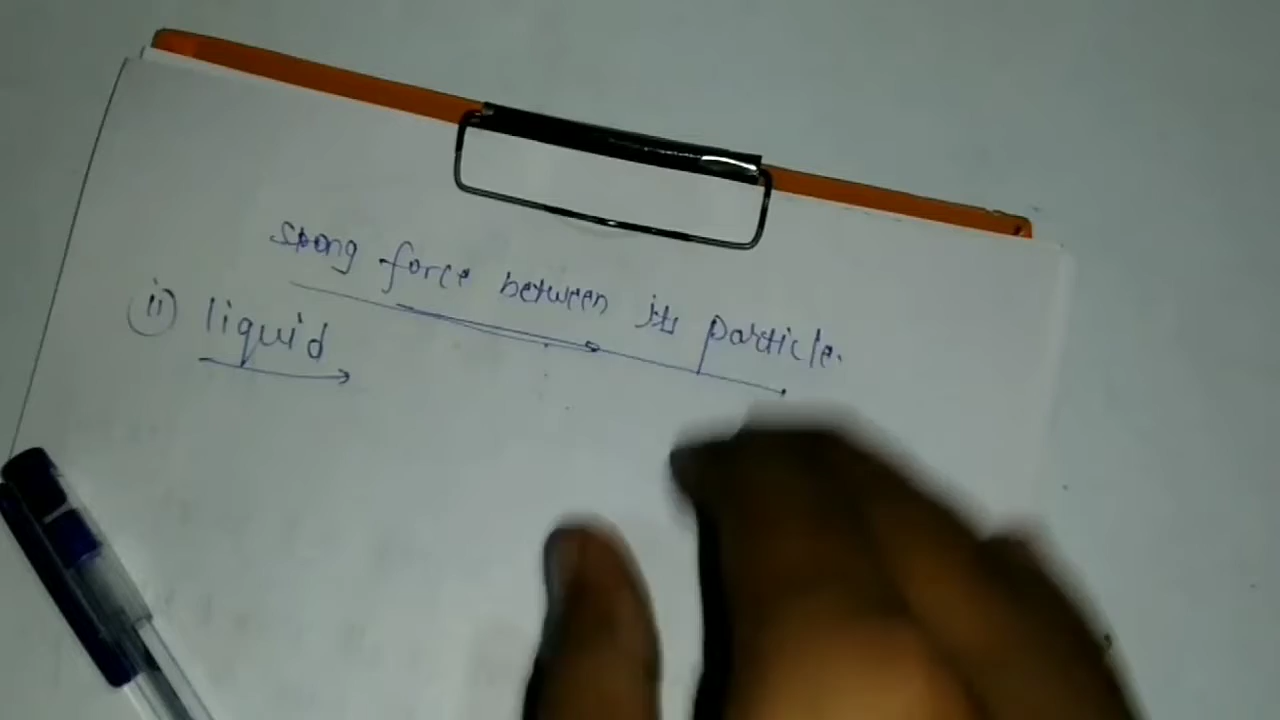 strong force between its particle.
(ii) liquid